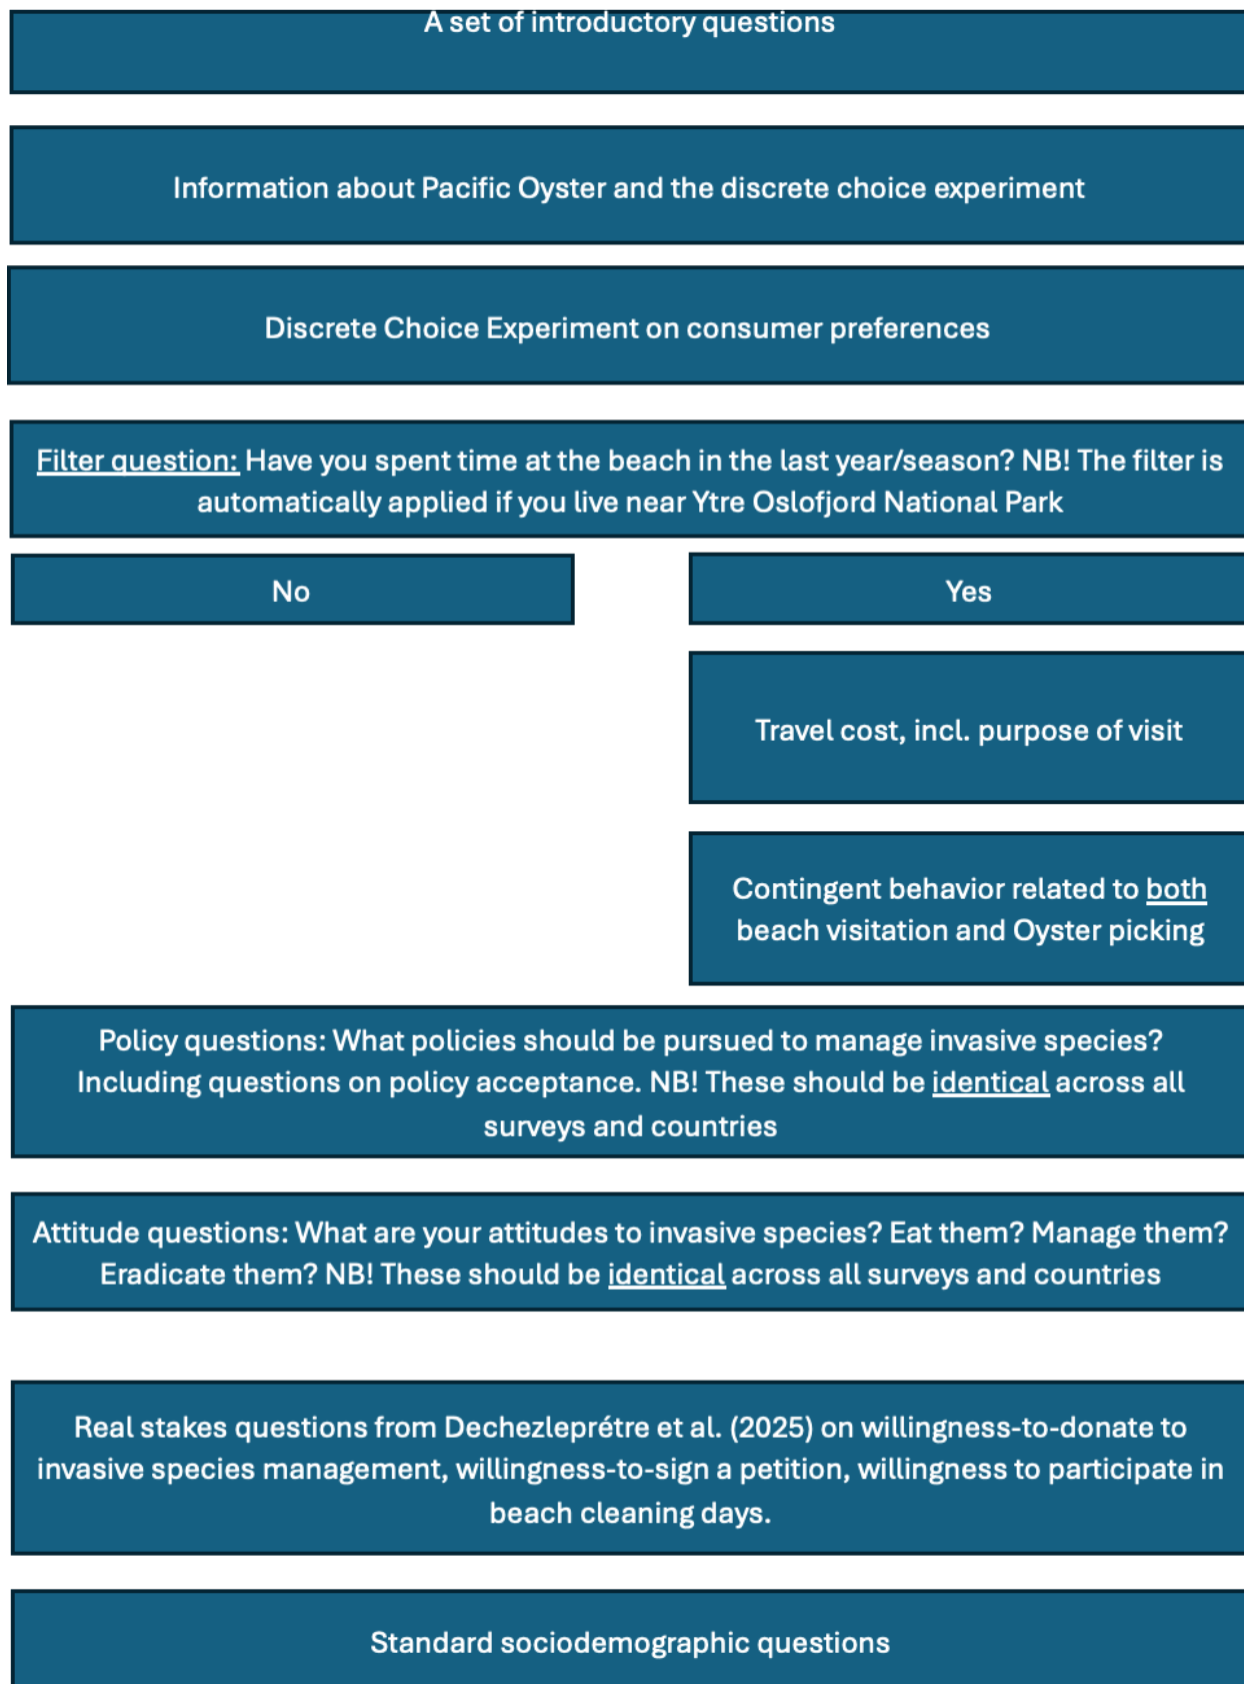 A set of introductory questions
Information about Pacific Oyster and the discrete choice experiment
Discrete Choice Experiment on consumer preferences
Filter question: Have you spent time at the beach in the last year/season? NB! The filter is
automatically applied if you live near Ytre Oslofjord National Park
No
Yes
Travel cost, incl. purpose of visit
Contingent behavior related to both
beach visitation and Oyster picking
Policy questions: What policies should be pursued to manage invasive species?
Including questions on policy acceptance. NB! These should be identical across all
surveys and countries
Attitude questions: What are your attitudes to invasive species? Eat them? Manage them?
Eradicate them? NB! These should be identical across all surveys and countries
Real stakes questions from Dechezleprétre et al. (2025) on willingness-to-donate to
invasive species management, willingness-to-sign a petition, willingness to participate in
beach cleaning days.
Standard sociodemographic questions